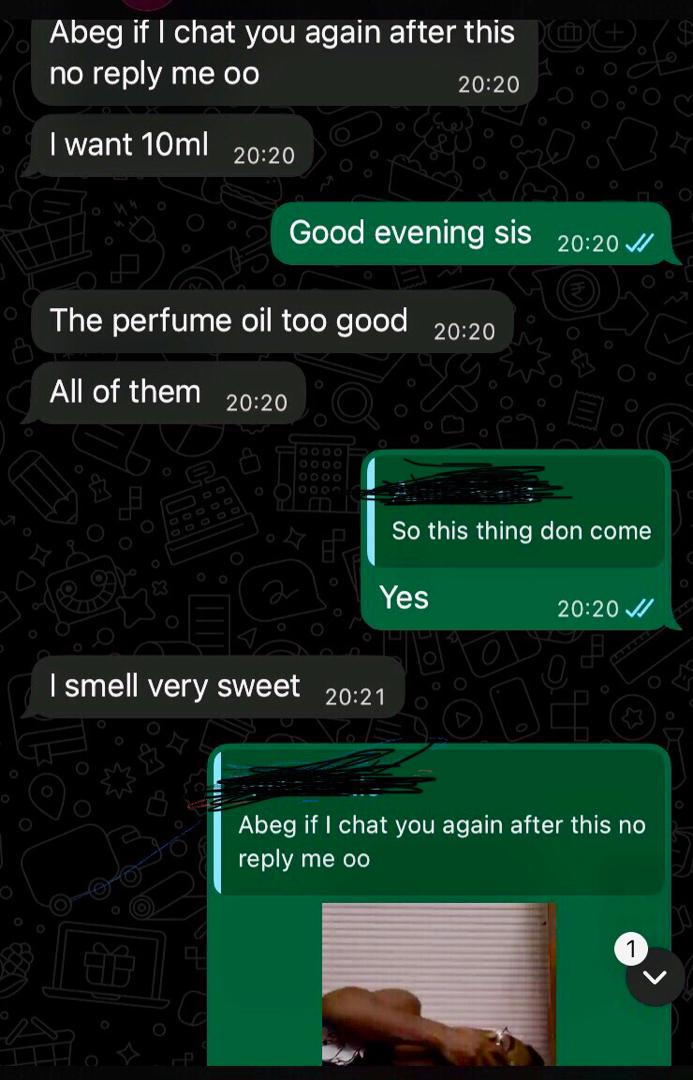 Abeg if I chat you again after this
no reply me oo 20:20
I want 10ml 20:20
Good evening sis 20:20
The perfume oil too good 20:20
All of them 20:20
So this thing don come
Yes 20:20
I smell very sweet 20:21
Abeg if I chat you again after this no
reply me oo
1